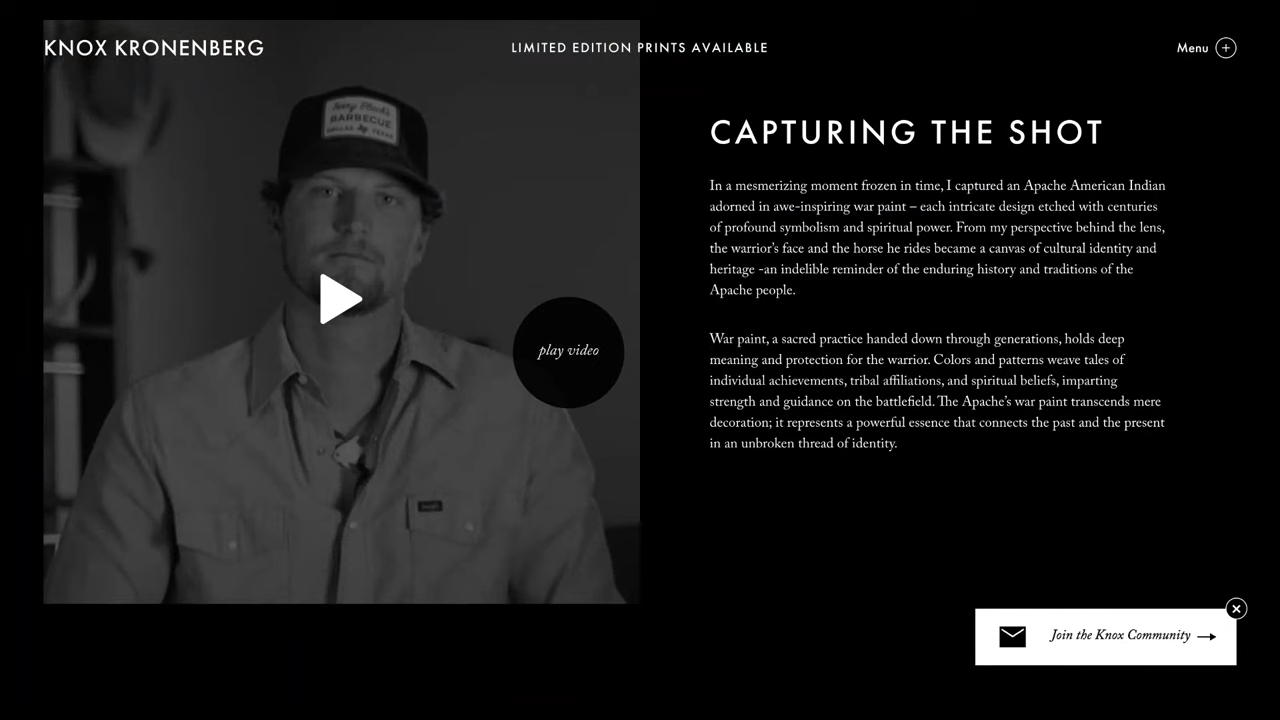 KNOX KRONENBERG
LIMITED EDITION PRINTS AVAILABLE
Menu
BARBECUE
DALLAS TEXAS
play video
CAPTURING THE SHOT
In a mesmerizing moment frozen in time, I captured an Apache American Indian
adorned in awe-inspiring war paint – each intricate design etched with centuries
of profound symbolism and spiritual power. From my perspective behind the lens,
the warrior's face and the horse he rides became a canvas of cultural identity and
heritage -an indelible reminder of the enduring history and traditions of the
Apache people.
War paint, a sacred practice handed down through generations, holds deep
meaning and protection for the warrior. Colors and patterns weave tales of
individual achievements, tribal affiliations, and spiritual beliefs, imparting
strength and guidance on the battlefield. The Apache's war paint transcends mere
decoration; it represents a powerful essence that connects the past and the present
in an unbroken thread of identity.
Join the Knox Community →